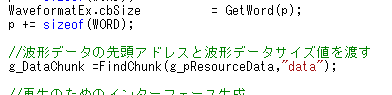 WaveformatEx.cbSize = GetWord(p);
p += sizeof(WORD);
//波形データの先頭アドレスと波形データサイズ値を渡す
g_DataChunk =FindChunk(g_pResourceData,"data");
//再生のためのインターフェース生成